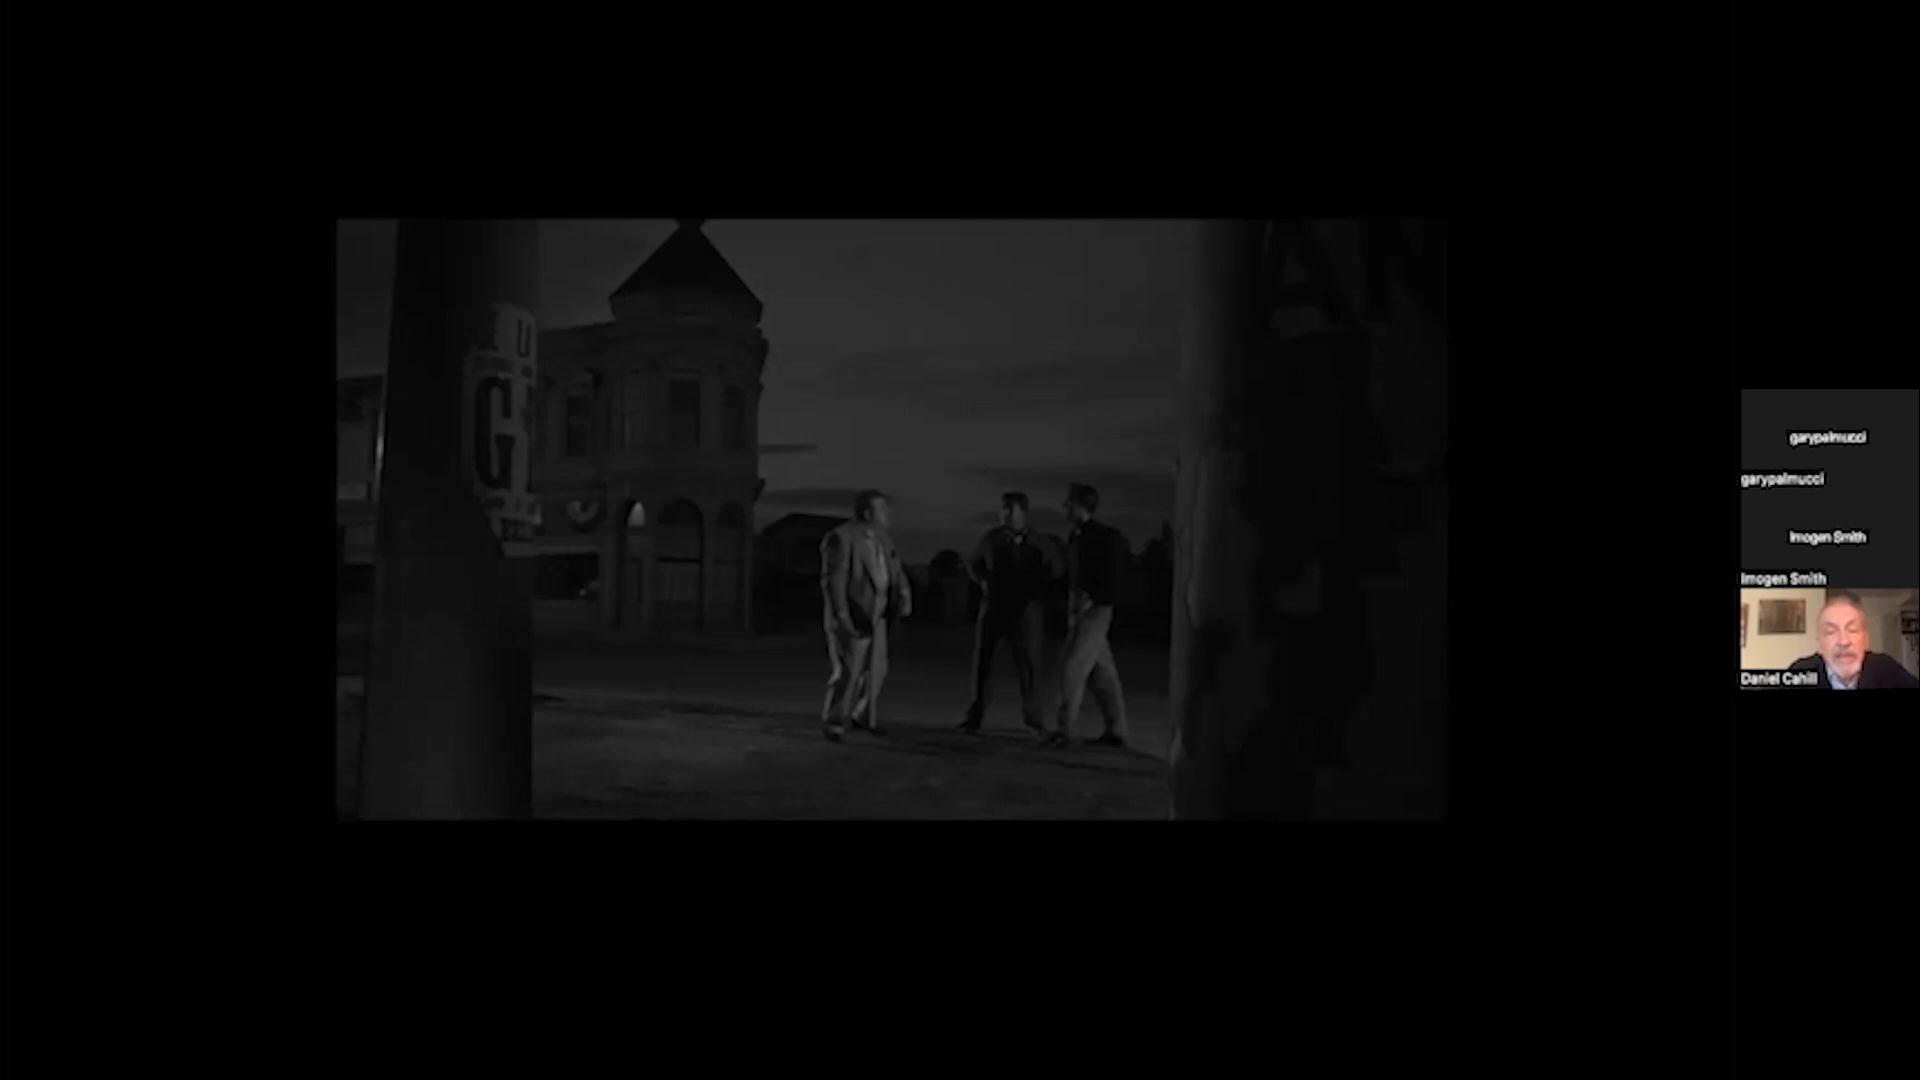 U
G
garypalmucci
garypalmucci
Imogen Smith
Imogen Smith
Daniel Cahill